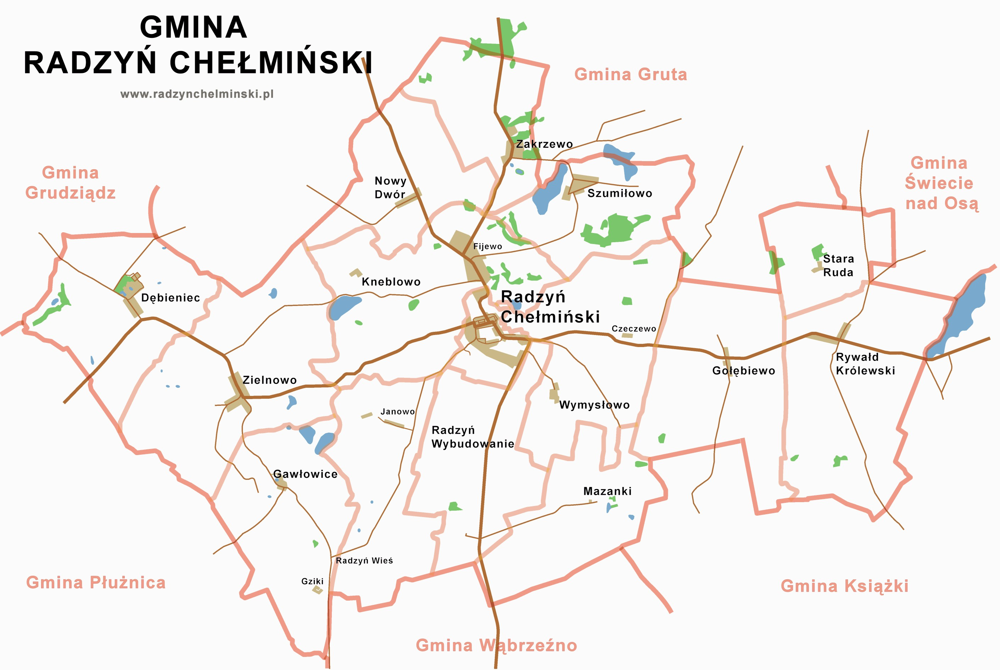 GMINA
RADZYŃ CHEŁMIŃSKI
www.radzynchelminski.pl
Gmina Gruta
Zakrzewo
Gmina
Grudziądz
Gmina
Świecie
nad Osą
Nowy
Dwór
Szumiłowo
Fijewo
Stara
Ruda
Kneblowo
Dębieniec
Radzyń
Chełmiński
Czeczewo
Gołębiewo
Rywałd
Królewski
Zielnowo
Wymysłowo
Janowo
Radzyń
Wybudowanie
Gawłowice
Mazanki
Radzyń Wieś
Gziki
Gmina Płużnica
Gmina Książki
Gmina Wąbrzeźno